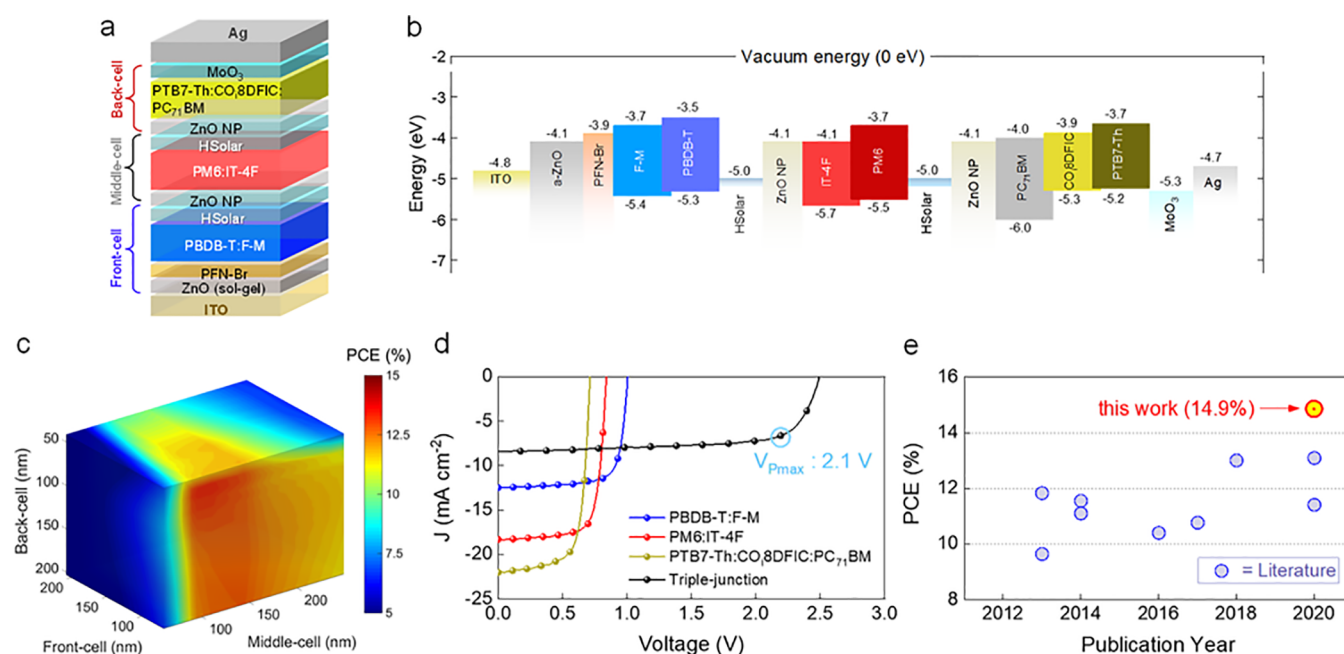 a
Ag
MoO₃
PTB7-Th:COᵢ8DFIC:
PC₇₁BM
ZnO NP
HSolar
PM6:IT-4F
ZnO NP
HSolar
PBDB-T:F-M
PFN-Br
ZnO (sol-gel)
ITO
Back-cell
Middle-cell
Front-cell
b
Vacuum energy (0 eV)
Energy (eV)
-2
-3
-4
-5
-6
-7
-4.8
ITO
-4.1
a-ZnO
-3.9
PFN-Br
-3.7
F-M
-5.4
-3.5
PBDB-T
-5.3
-5.0
HSolar
-4.1
ZnO NP
-4.1
IT-4F
-5.7
-3.7
PM6
-5.5
-5.0
HSolar
-4.1
ZnO NP
-4.0
PC₇₁BM
-6.0
-3.9
COᵢ8DFIC
-5.3
-3.7
PTB7-Th
-5.2
-5.3
MoO₃
-4.7
Ag
c
PCE (%)
15
12.5
10
7.5
5
Back-cell (nm)
50
100
150
200
Front-cell (nm)
200
150
100
Middle-cell (nm)
100
150
200
d
J (mA cm⁻²)
0
-5
-10
-15
-20
-25
0.0 0.5 1.0 1.5 2.0 2.5 3.0
Voltage (V)
V_Pmax : 2.1 V
PBDB-T:F-M
PM6:IT-4F
PTB7-Th:COᵢ8DFIC:PC₇₁BM
Triple-junction
e
PCE (%)
16
14
12
10
8
2012 2014 2016 2018 2020
Publication Year
this work (14.9%)
= Literature